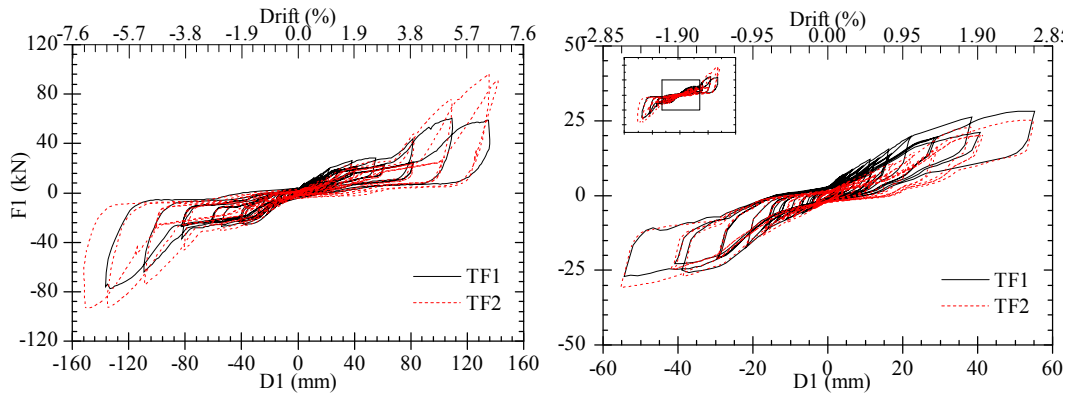 Drift (%)
-7.6 -5.7 -3.8 -1.9 0.0 1.9 3.8 5.7 7.6
120
80
40
0
-40
-80
-120
F1 (kN)
TF1
TF2
-160 -120 -80 -40 0 40 80 120 160
D1 (mm)
Drift (%)
-2.85 -1.90 -0.95 0.00 0.95 1.90 2.8
50
25
0
-25
-50
TF1
TF2
-60 -40 -20 0 20 40 60
D1 (mm)